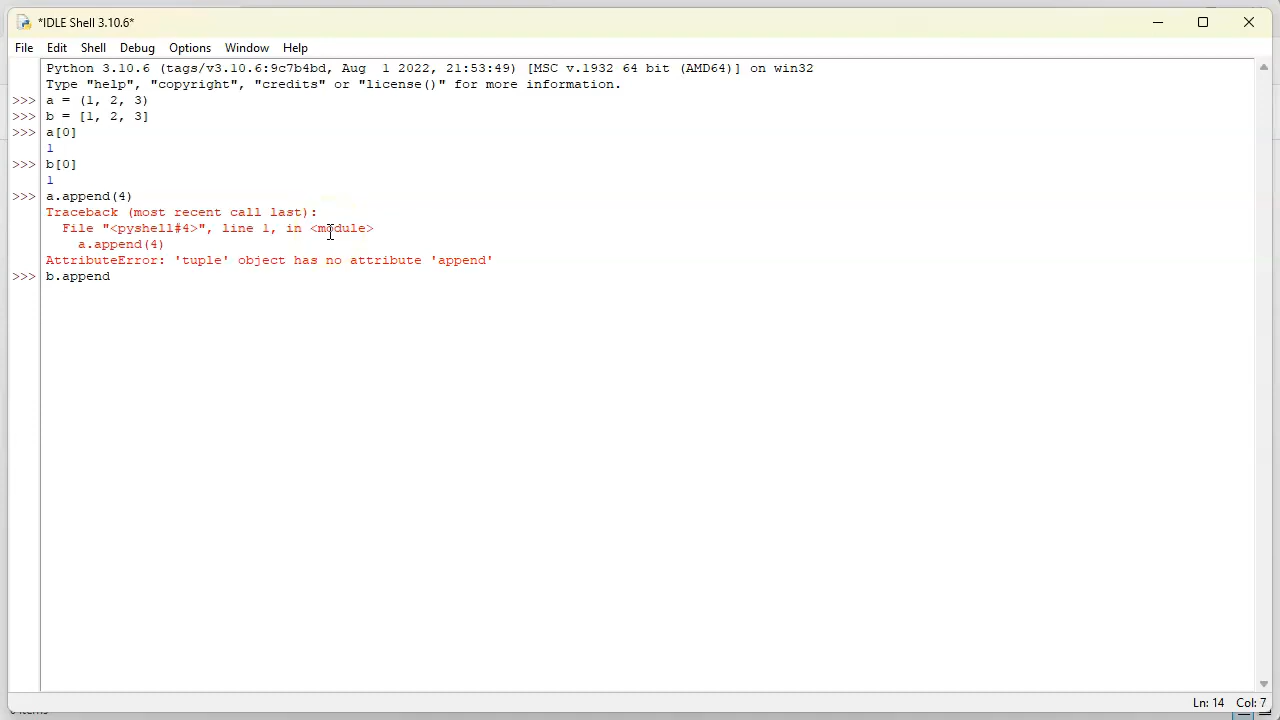 *IDLE Shell 3.10.6*
File Edit Shell Debug Options Window Help
Python 3.10.6 (tags/v3.10.6:9c7b4bd, Aug  1 2022, 21:53:49) [MSC v.1932 64 bit (AMD64)] on win32
Type "help", "copyright", "credits" or "license()" for more information.
>>> a = (1, 2, 3)
>>> b = [1, 2, 3]
>>> a[0]
1
>>> b[0]
1
>>> a.append(4)
Traceback (most recent call last):
  File "<pyshell#4>", line 1, in <module>
    a.append(4)
AttributeError: 'tuple' object has no attribute 'append'
>>> b.append
Ln: 14 Col: 7